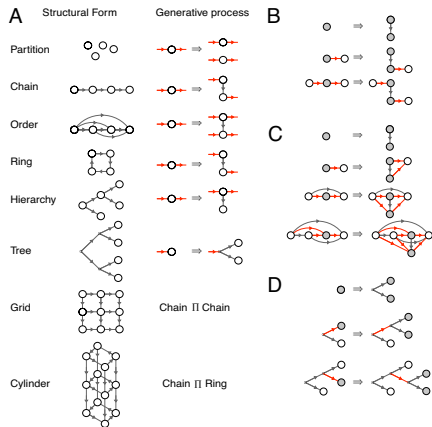 A
Structural Form
Generative process
Partition
Chain
Order
Ring
Hierarchy
Tree
Grid
Chain Π Chain
Cylinder
Chain Π Ring
B
C
D